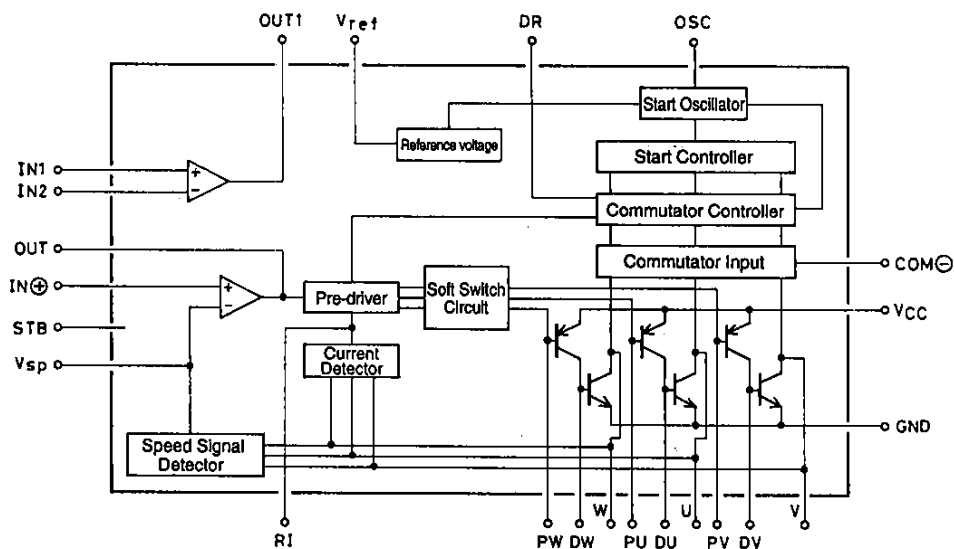 OUT1
Vref
DR
OSC
Start Oscillator
Reference voltage
Start Controller
IN1
IN2
+
−
Commutator Controller
OUT
Commutator Input
COM⊖
IN⊕
+
−
Pre-driver
Soft Switch
Circuit
VCC
STB
Vsp
Current
Detector
GND
Speed Signal
Detector
W
U
V
RI
PW
DW
PU
DU
PV
DV